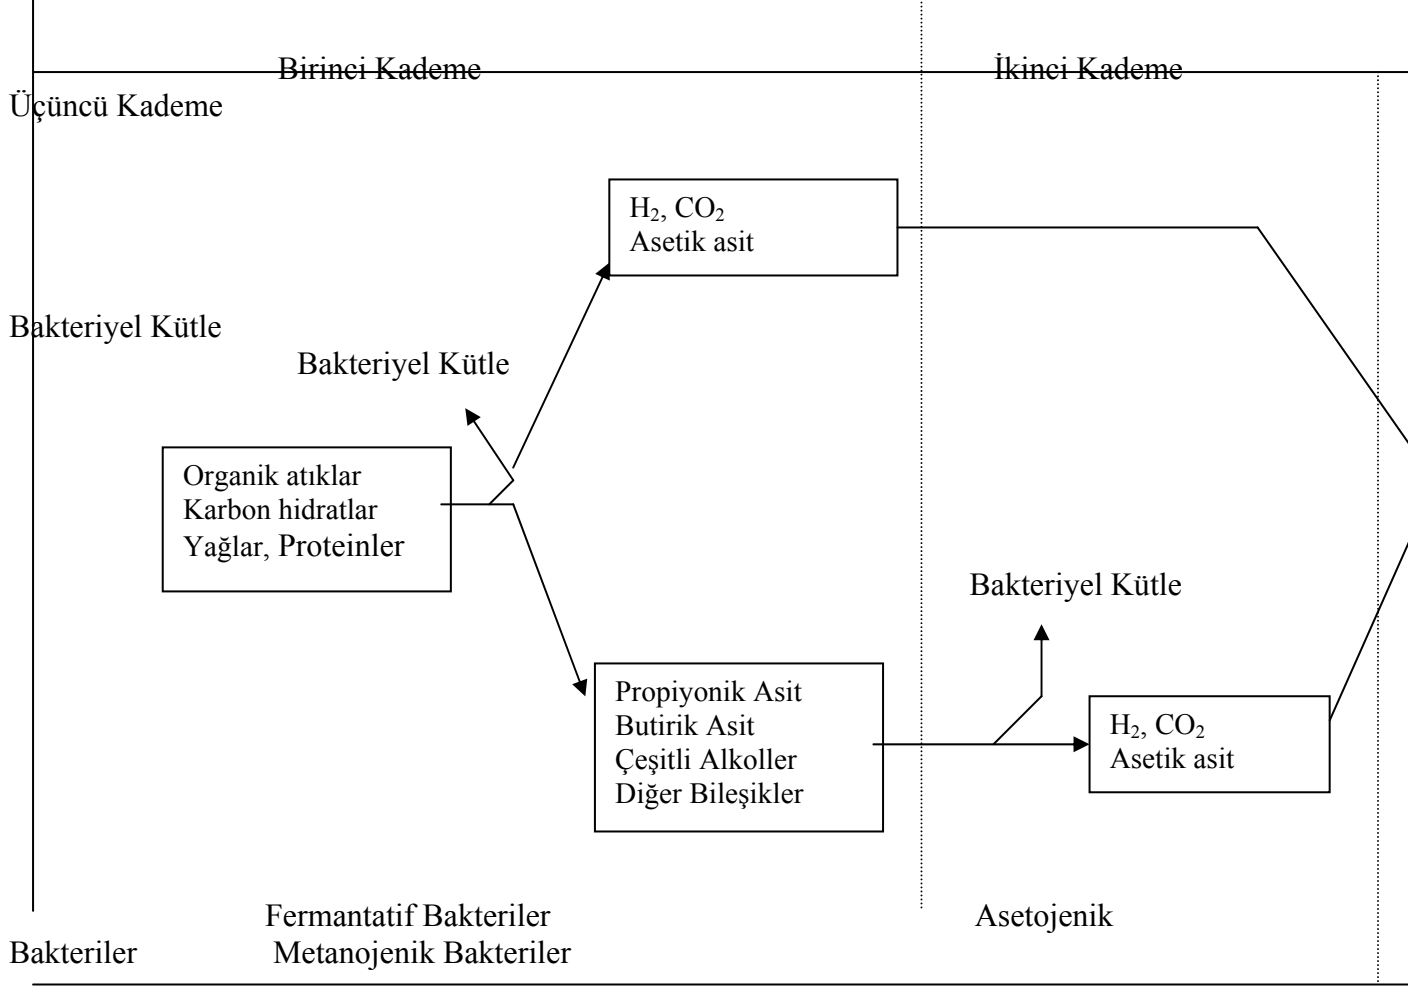 Birinci Kademe İkinci Kademe
Üçüncü Kademe
H₂, CO₂
Asetik asit
Bakteriyel Kütle
Bakteriyel Kütle
Organik atıklar
Karbon hidratlar
Yağlar, Proteinler
Bakteriyel Kütle
Propiyonik Asit
Butirik Asit
Çeşitli Alkoller
Diğer Bileşikler
H₂, CO₂
Asetik asit
Fermantatif Bakteriler Asetojenik
Bakteriler Metanojenik Bakteriler